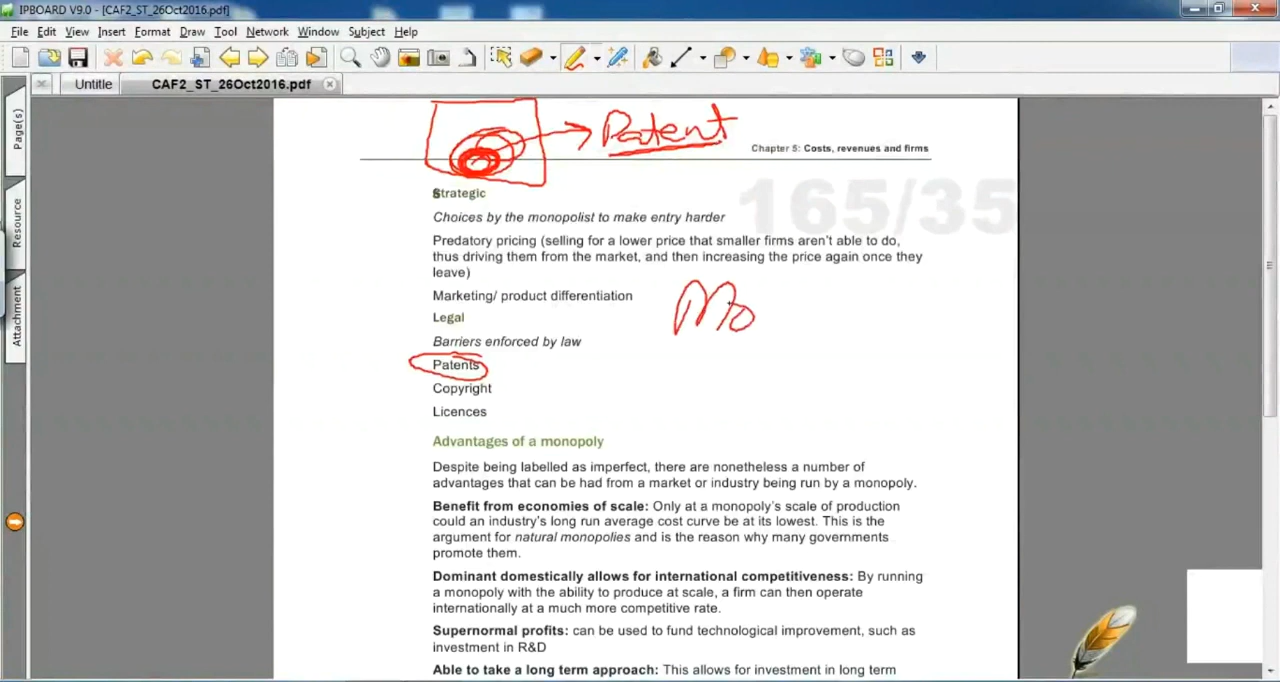 IPBOARD V9.0 - [CAF2_ST_26Oct2016.pdf]
File Edit View Insert Format Draw Tool Network Window Subject Help
Untitle CAF2_ST_26Oct2016.pdf
Page(s)
Resource
Attachment
Patent
Chapter 5: Costs, revenues and firms
165/35
Strategic
Choices by the monopolist to make entry harder
Predatory pricing (selling for a lower price that smaller firms aren't able to do,
thus driving them from the market, and then increasing the price again once they
leave)
Marketing/ product differentiation
Mo
Legal
Barriers enforced by law
Patents
Copyright
Licences
Advantages of a monopoly
Despite being labelled as imperfect, there are nonetheless a number of
advantages that can be had from a market or industry being run by a monopoly.
Benefit from economies of scale: Only at a monopoly's scale of production
could an industry's long run average cost curve be at its lowest. This is the
argument for natural monopolies and is the reason why many governments
promote them.
Dominant domestically allows for international competitiveness: By running
a monopoly with the ability to produce at scale, a firm can then operate
internationally at a much more competitive rate.
Supernormal profits: can be used to fund technological improvement, such as
investment in R&D
Able to take a long term approach: This allows for investment in long term